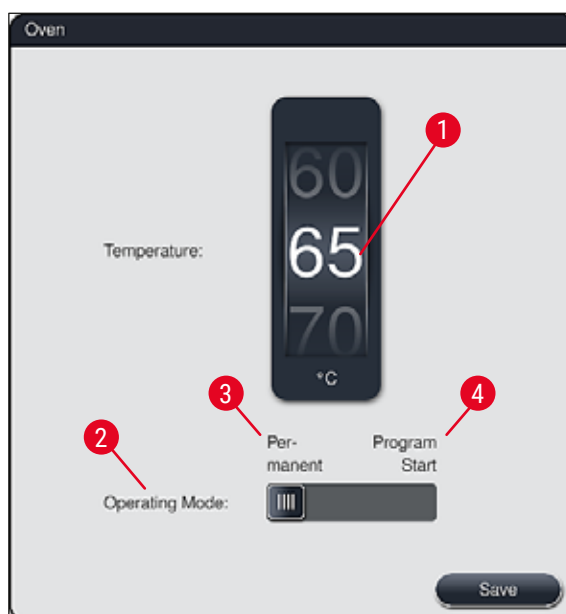 Oven
1
60
Temperature:
65
70
°C
3
4
2
Per-
manent
Program
Start
Operating Mode:
Save